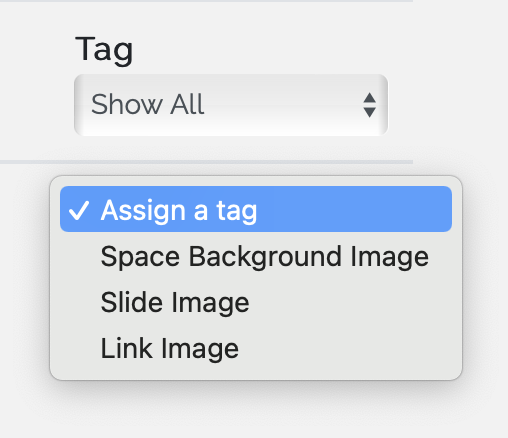 Tag
Show All
Assign a tag
Space Background Image
Slide Image
Link Image